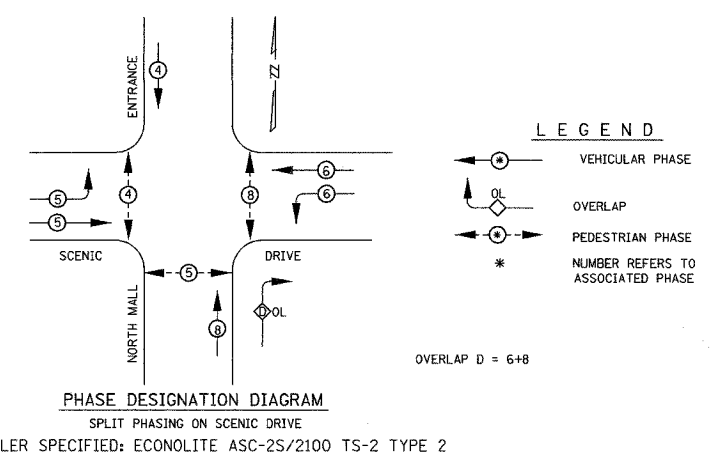 ENTRANCE
4
N
4
8
6
6
5
5
SCENIC
DRIVE
5
NORTH MALL
8
D OL
LEGEND
* VEHICULAR PHASE
OL
OVERLAP
* PEDESTRIAN PHASE
* NUMBER REFERS TO
ASSOCIATED PHASE
OVERLAP D = 6+8
PHASE DESIGNATION DIAGRAM
SPLIT PHASING ON SCENIC DRIVE
LER SPECIFIED: ECONOLITE ASC-2S/2100 TS-2 TYPE 2